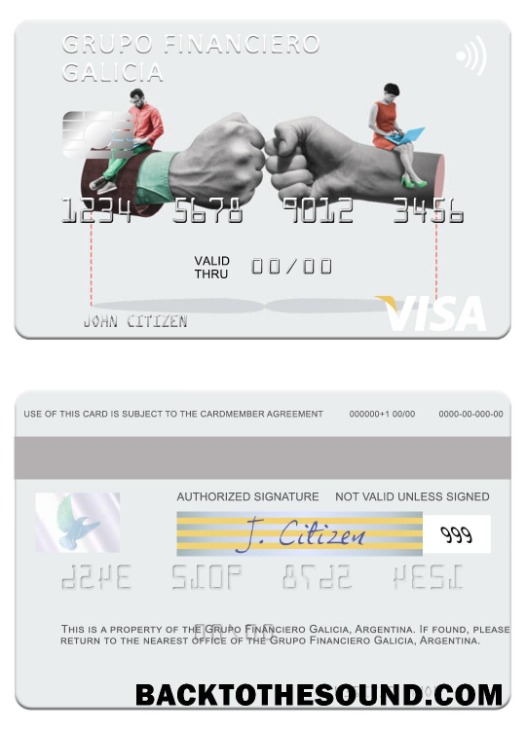 GRUPO FINANCIERO
GALICIA
1234 5678 9012 3456
VALID
THRU 00/00
JOHN CITIZEN
VISA
USE OF THIS CARD IS SUBJECT TO THE CARDMEMBER AGREEMENT 000000+1 00/00 0000-00-000-00
AUTHORIZED SIGNATURE NOT VALID UNLESS SIGNED
J. Citizen 999
THIS IS A PROPERTY OF THE GRUPO FINANCIERO GALICIA, ARGENTINA. IF FOUND, PLEASE
RETURN TO THE NEAREST OFFICE OF THE GRUPO FINANCIERO GALICIA, ARGENTINA.
BACKTOTHESOUND.COM